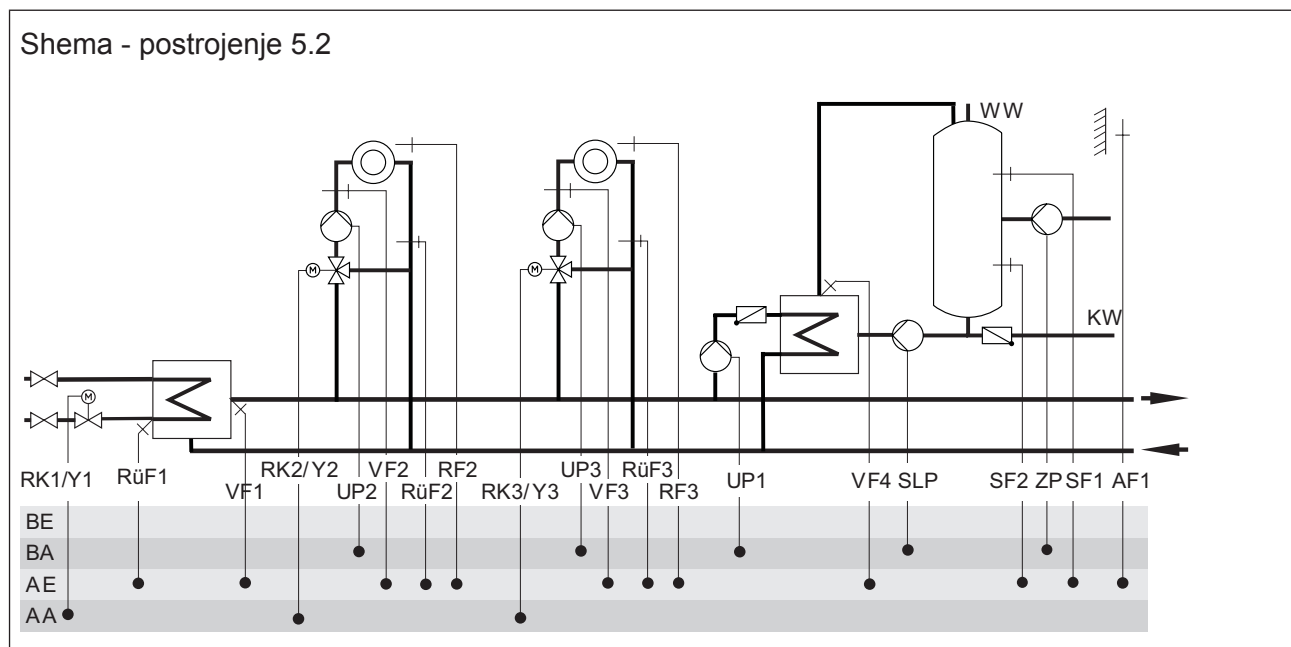 Shema - postrojenje 5.2
WW
M
M
KW
M
RK1/Y1 RüF1 VF1 RK2/Y2 UP2 VF2 RüF2 RF2 RK3/Y3 UP3 VF3 RüF3 RF3 UP1 VF4 SLP SF2 ZP SF1 AF1
BE
BA
AE
AA